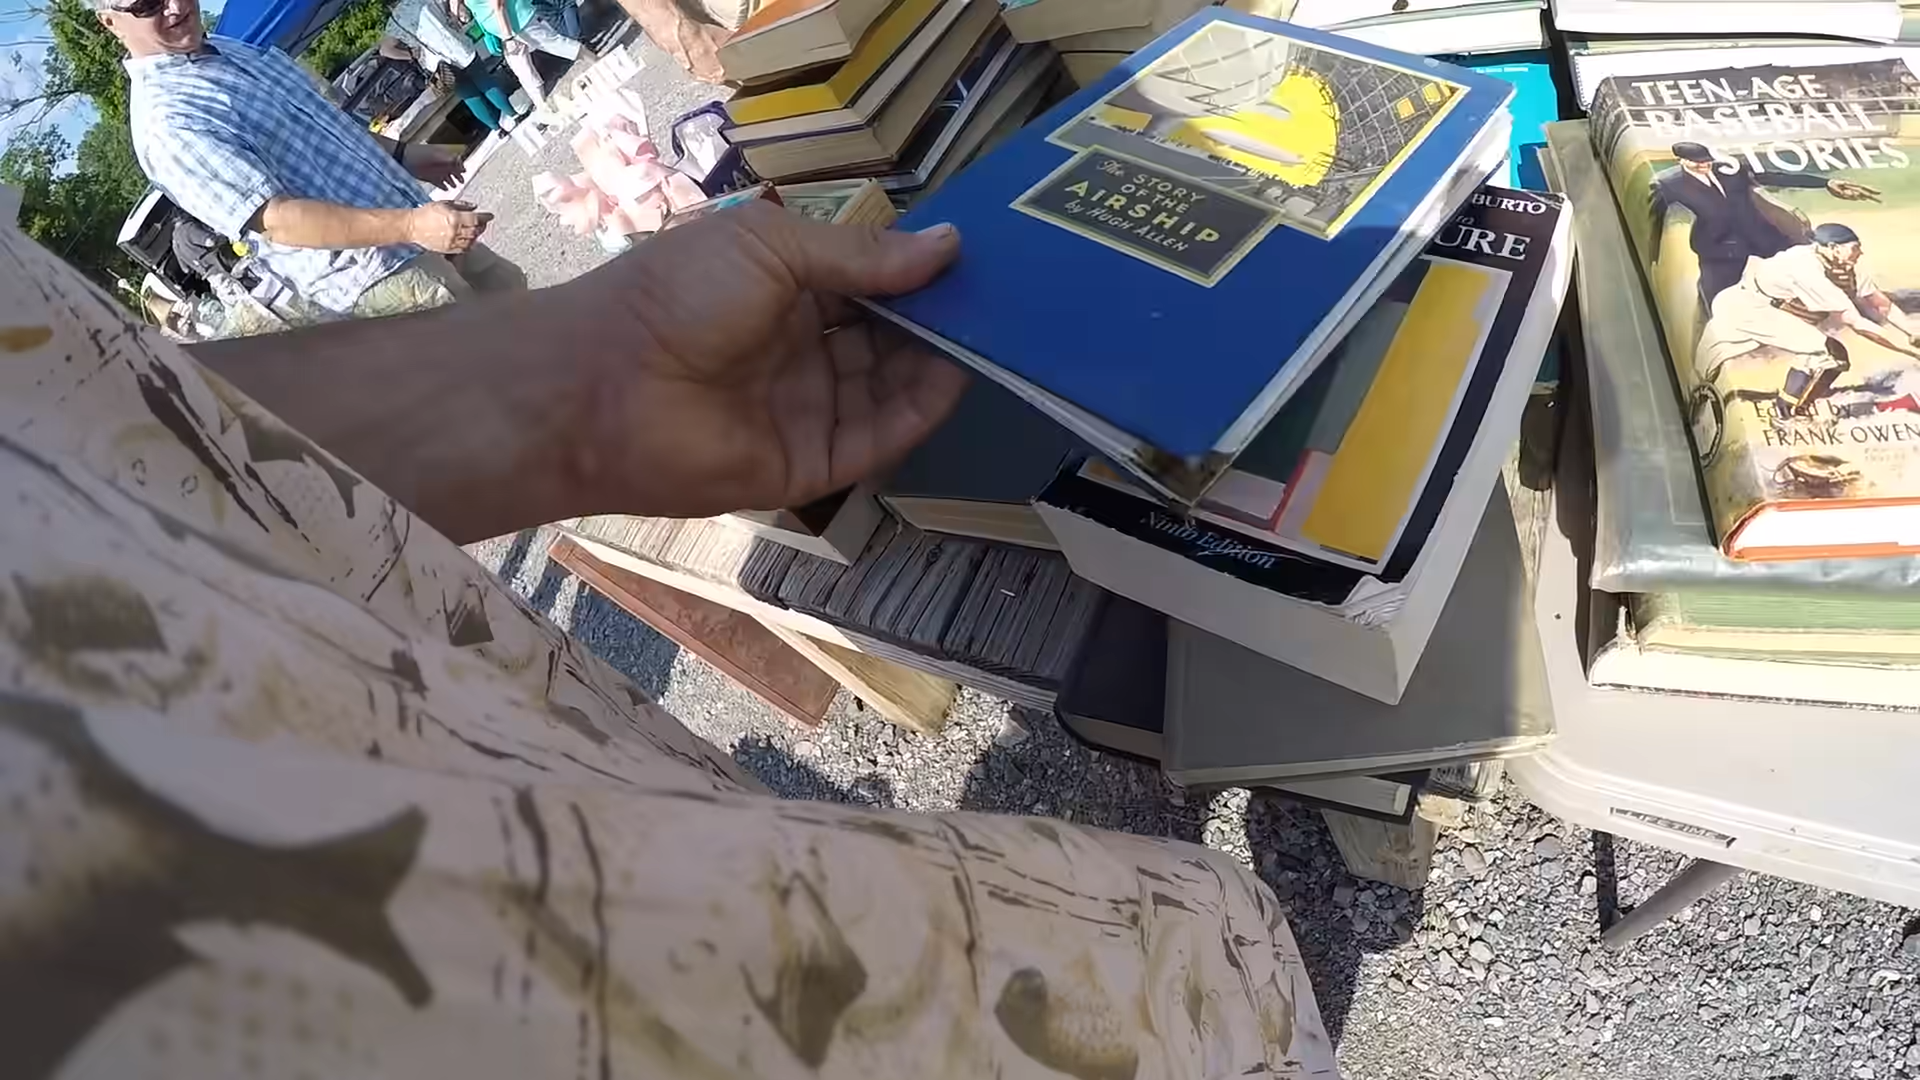 The STORY
OF THE
AIRSHIP
by HUGH ALLEN
BURTO
to
URE
Ninth Edition
TEEN-AGE
BASEBALL
STORIES
Edited by
FRANK OWEN
LIFETIME